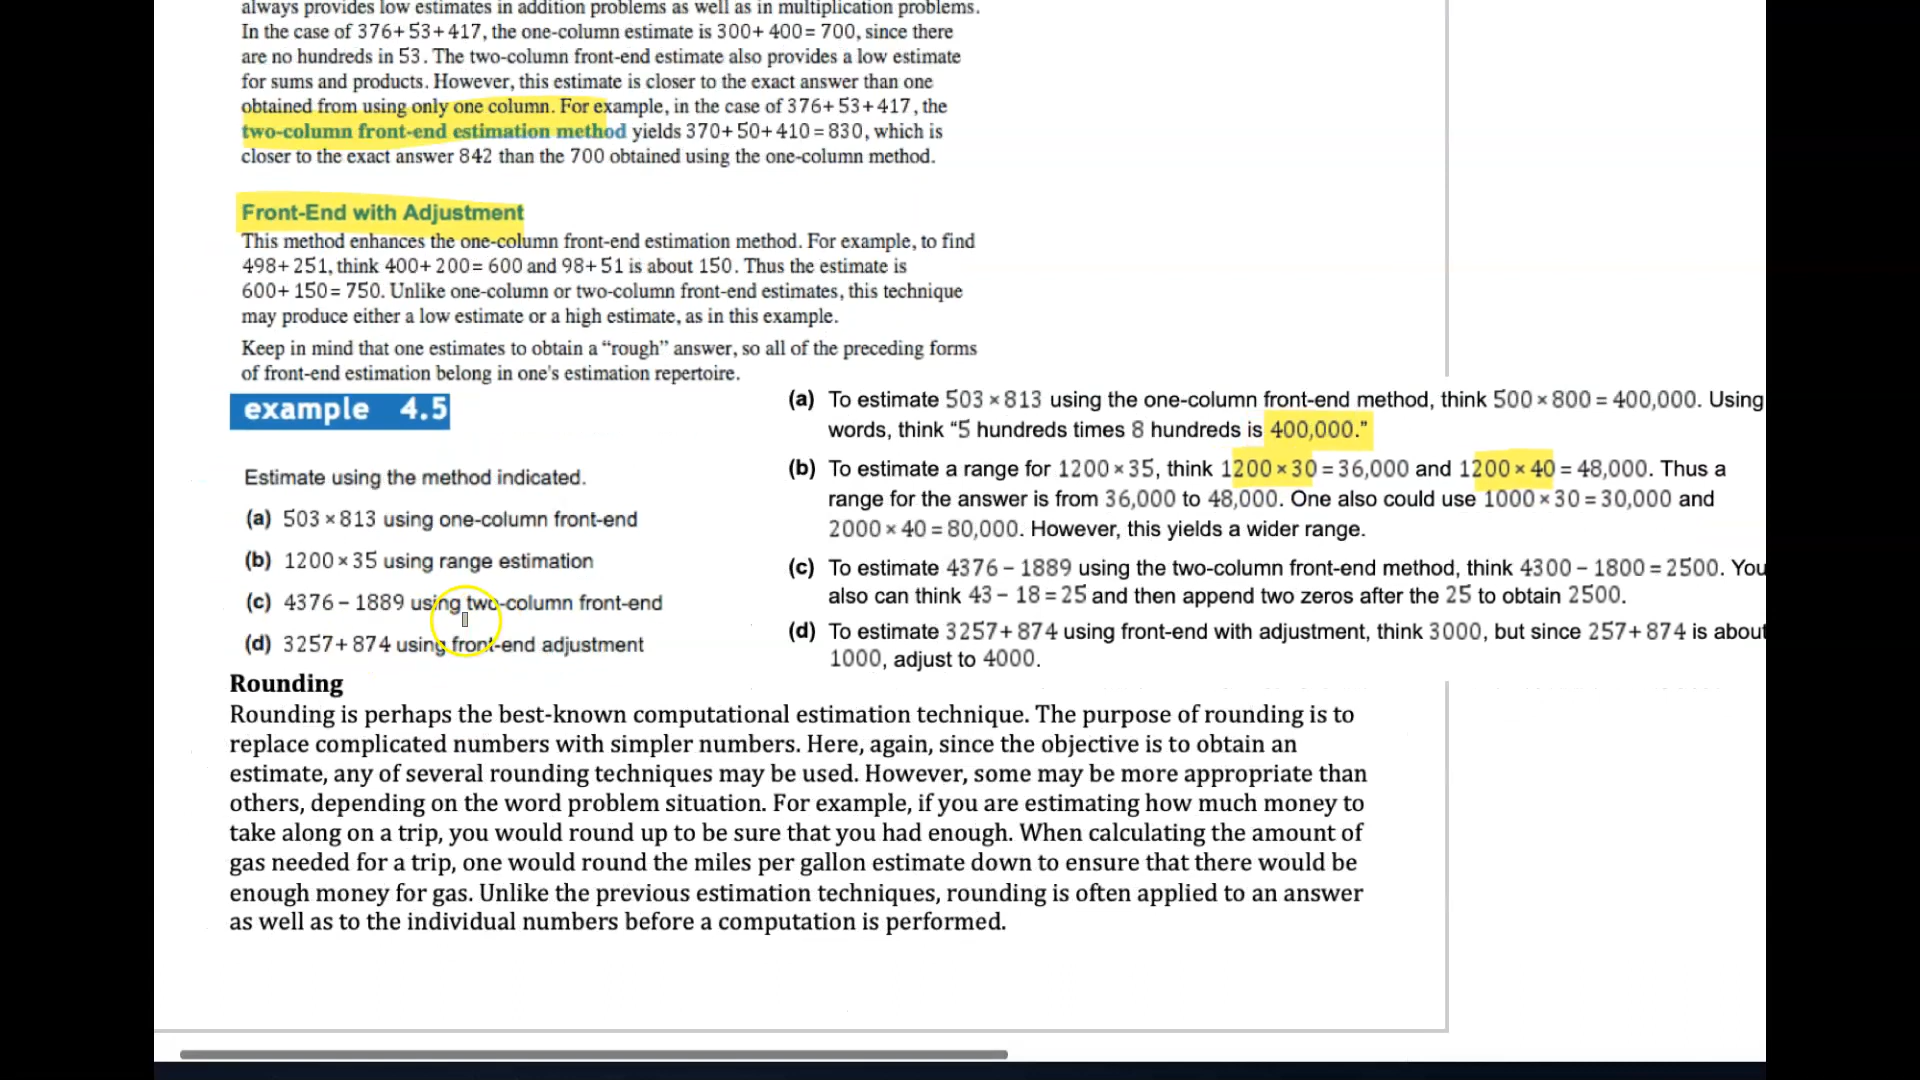 always provides low estimates in addition problems as well as in multiplication problems.
In the case of 376+ 53+417, the one-column estimate is 300+ 400= 700, since there
are no hundreds in 53. The two-column front-end estimate also provides a low estimate
for sums and products. However, this estimate is closer to the exact answer than one
obtained from using only one column. For example, in the case of 376+ 53+417, the
two-column front-end estimation method yields 370+ 50+ 410 = 830, which is
closer to the exact answer 842 than the 700 obtained using the one-column method.
Front-End with Adjustment
This method enhances the one-column front-end estimation method. For example, to find
498+ 251, think 400+ 200= 600 and 98+ 51 is about 150. Thus the estimate is
600+ 150= 750. Unlike one-column or two-column front-end estimates, this technique
may produce either a low estimate or a high estimate, as in this example.
Keep in mind that one estimates to obtain a “rough” answer, so all of the preceding forms
of front-end estimation belong in one's estimation repertoire.
example 4.5
Estimate using the method indicated.
(a) 503 × 813 using one-column front-end
(b) 1200 × 35 using range estimation
(c) 4376 – 1889 using two-column front-end
(d) 3257+ 874 using front-end adjustment
(a) To estimate 503 × 813 using the one-column front-end method, think 500 × 800 = 400,000. Using
words, think “5 hundreds times 8 hundreds is 400,000.”
(b) To estimate a range for 1200 × 35, think 1200 × 30 = 36,000 and 1200 × 40 = 48,000. Thus a
range for the answer is from 36,000 to 48,000. One also could use 1000 × 30 = 30,000 and
2000 × 40 = 80,000. However, this yields a wider range.
(c) To estimate 4376 – 1889 using the two-column front-end method, think 4300 – 1800 = 2500. You
also can think 43 – 18 = 25 and then append two zeros after the 25 to obtain 2500.
(d) To estimate 3257+ 874 using front-end with adjustment, think 3000, but since 257+ 874 is about
1000, adjust to 4000.
Rounding
Rounding is perhaps the best-known computational estimation technique. The purpose of rounding is to
replace complicated numbers with simpler numbers. Here, again, since the objective is to obtain an
estimate, any of several rounding techniques may be used. However, some may be more appropriate than
others, depending on the word problem situation. For example, if you are estimating how much money to
take along on a trip, you would round up to be sure that you had enough. When calculating the amount of
gas needed for a trip, one would round the miles per gallon estimate down to ensure that there would be
enough money for gas. Unlike the previous estimation techniques, rounding is often applied to an answer
as well as to the individual numbers before a computation is performed.